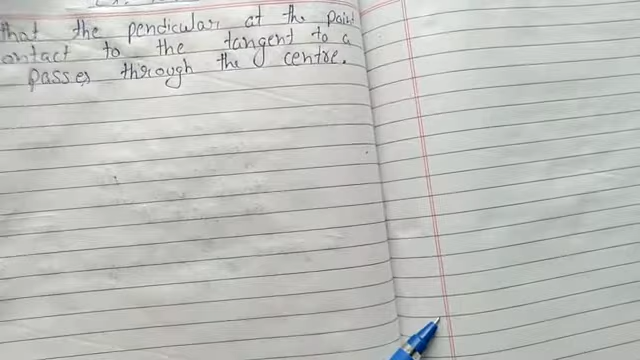 that the pendicular at the point
ontact to the tangent to a
passes through the centre.